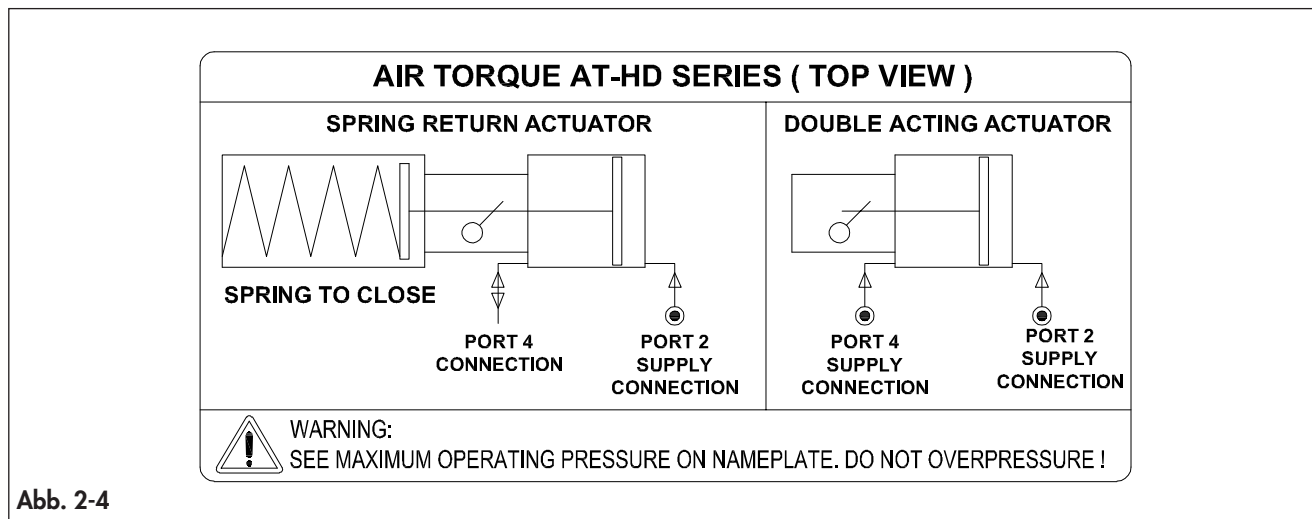 AIR TORQUE AT-HD SERIES ( TOP VIEW )
SPRING RETURN ACTUATOR
SPRING TO CLOSE
PORT 4
CONNECTION
PORT 2
SUPPLY
CONNECTION
DOUBLE ACTING ACTUATOR
PORT 4
SUPPLY
CONNECTION
PORT 2
SUPPLY
CONNECTION
WARNING:
SEE MAXIMUM OPERATING PRESSURE ON NAMEPLATE. DO NOT OVERPRESSURE !
Abb. 2-4